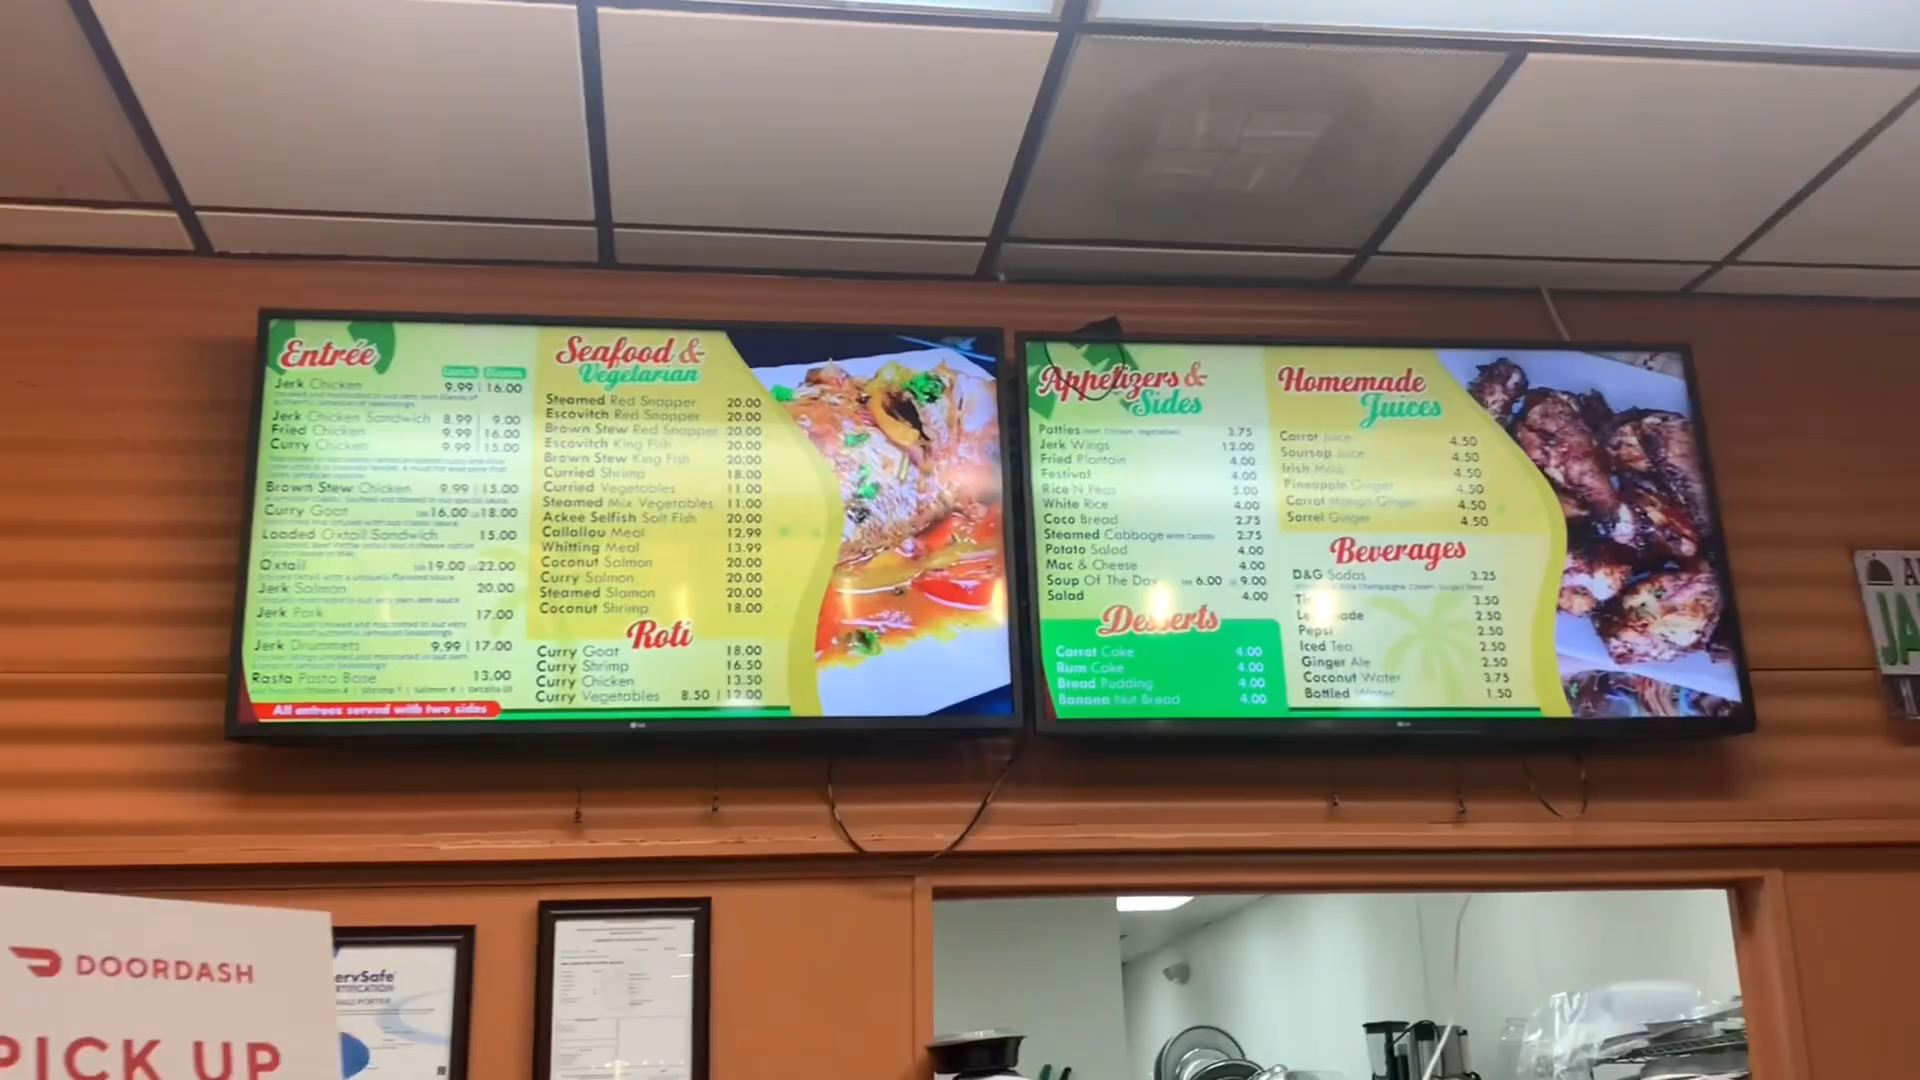 Entrée
Lunch Dinner
Jerk Chicken 9.99 | 16.00
Jerk Chicken Sandwich 8.99 | 9.00
Fried Chicken 9.99 | 16.00
Curry Chicken 9.99 | 15.00
Brown Stew Chicken 9.99 | 15.00
Curry Goat 16.00 18.00
Loaded Oxtail Sandwich 15.00
Oxtail 19.00 22.00
Jerk Salmon 20.00
Jerk Pork 17.00
Jerk Drummets 9.99 | 17.00
Rasta Pasta Base 13.00
All entrees served with two sides
Seafood &
Vegetarian
Steamed Red Snapper 20.00
Escovitch Red Snapper 20.00
Brown Stew Red Snapper 20.00
Escovitch King Fish 20.00
Brown Stew King Fish 20.00
Curried Shrimp 18.00
Curried Vegetables 11.00
Steamed Mix Vegetables 11.00
Ackee Selfish Salt Fish 20.00
Callallou Meal 12.99
Whitting Meal 13.99
Coconut Salmon 20.00
Curry Salmon 20.00
Steamed Slamon 20.00
Coconut Shrimp 18.00
Roti
Curry Goat 18.00
Curry Shrimp 16.50
Curry Chicken 13.50
Curry Vegetables 8.50 | 12.00
Appetizers &
Sides
Patties 3.75
Jerk Wings 12.00
Fried Plantain 4.00
Festival 4.00
Rice N Peas 5.00
White Rice 4.00
Coco Bread 2.75
Steamed Cabbage 2.75
Potato Salad 4.00
Mac & Cheese 4.00
Soup Of The Day 6.00 9.00
Salad 4.00
Desserts
Carrot Cake 4.00
Rum Cake 4.00
Bread Pudding 4.00
Banana Nut Bread 4.00
Homemade
Juices
Carrot Juice 4.50
Soursop Juice 4.50
Irish Moss 4.50
Pineapple Ginger 4.50
Carrot Mango Ginger 4.50
Sorrel Ginger 4.50
Beverages
D&G Sodas 3.25
3.50
2.50
Pepsi 2.50
Iced Tea 2.50
Ginger Ale 2.50
Coconut Water 3.75
Bottled Water 1.50
LG
LG
JA
DOORDASH
PICK UP
ervSafe